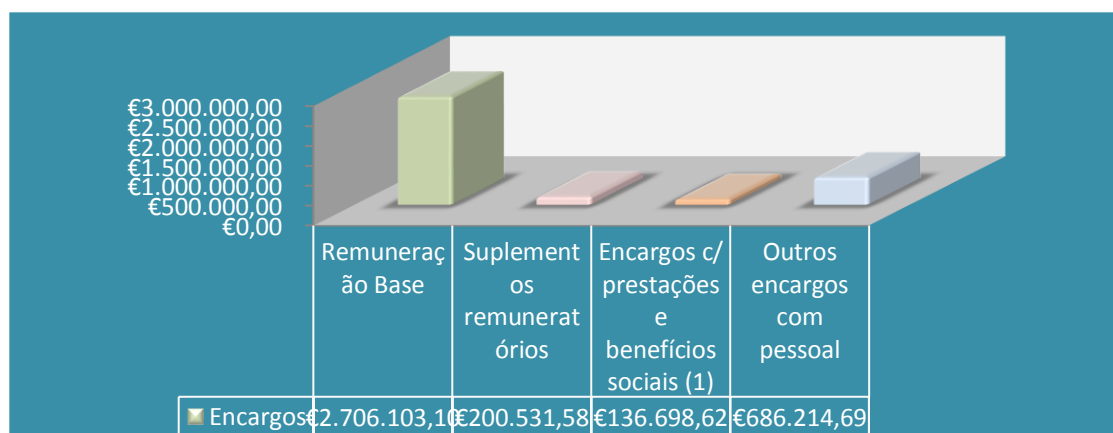 €3.000.000,00
€2.500.000,00
€2.000.000,00
€1.500.000,00
€1.000.000,00
€500.000,00
€0,00
Remuneraç
ão Base
Suplement
os
remunerat
órios
Encargos c/
prestações
e
benefícios
sociais (1)
Outros
encargos
com
pessoal
Encargos €2.706.103,10 €200.531,58 €136.698,62 €686.214,69